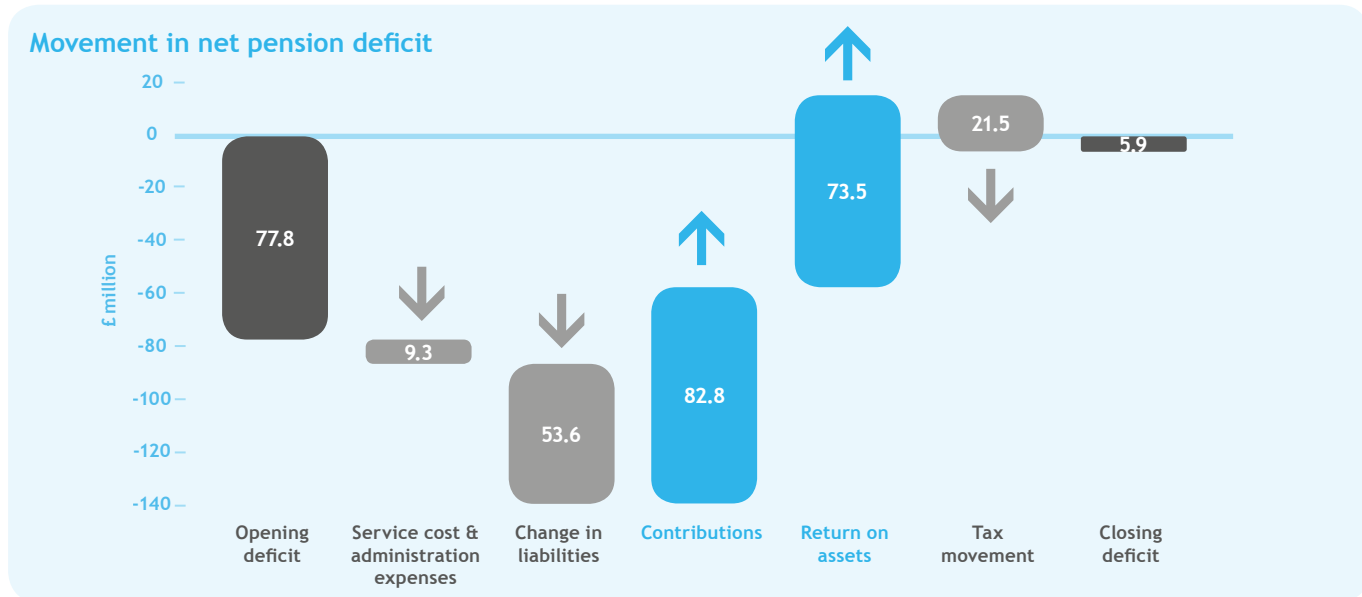 Movement in net pension deficit
20
0
-20
-40
-60
-80
-100
-120
-140
£ million
77.8
9.3
53.6
82.8
73.5
21.5
5.9
Opening
deficit
Service cost &
administration
expenses
Change in
liabilities
Contributions
Return on
assets
Tax
movement
Closing
deficit